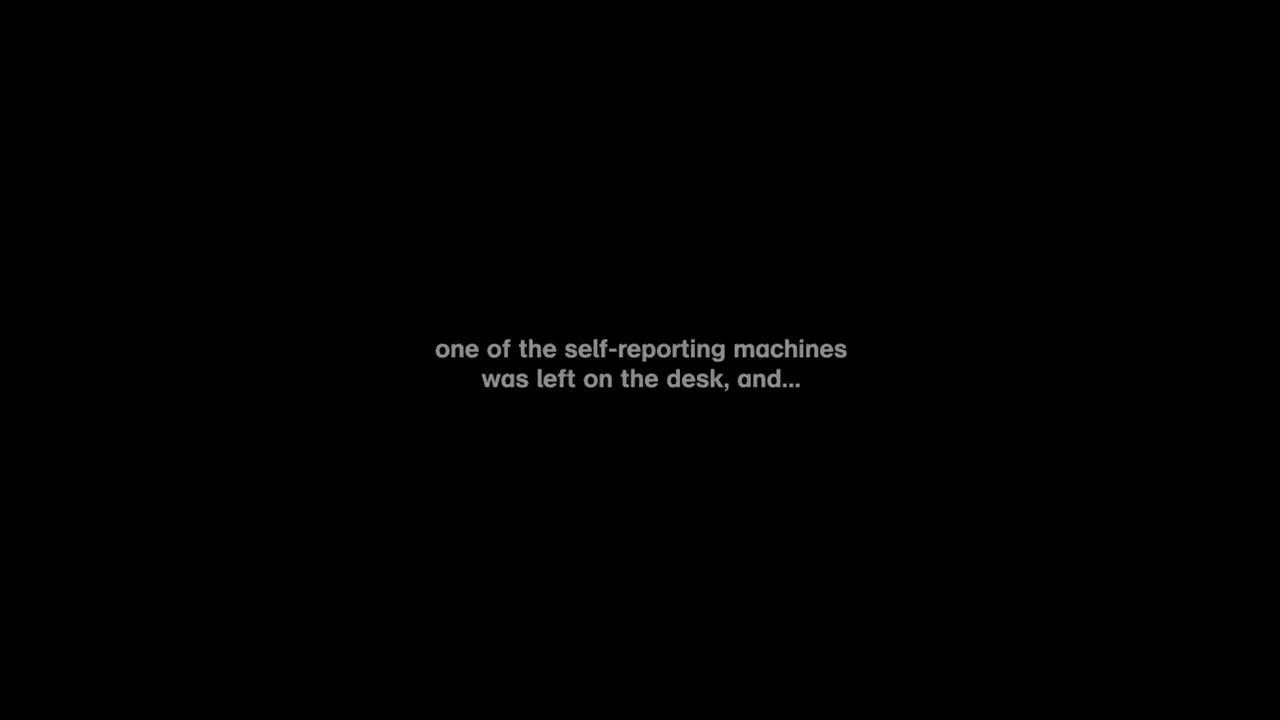 one of the self-reporting machines
was left on the desk, and...